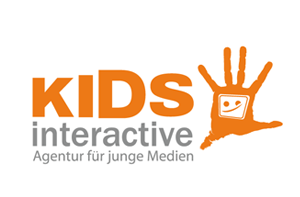 KIDS
interactive
Agentur für junge Medien